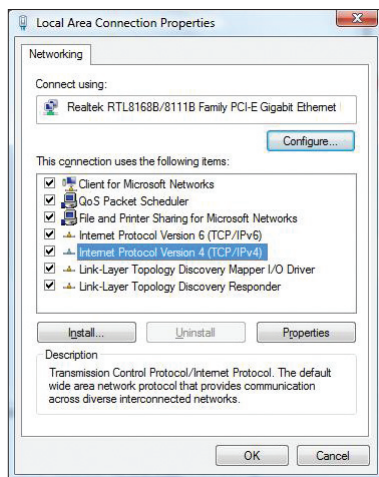 Local Area Connection Properties
Networking
Connect using:
Realtek RTL8168B/8111B Family PCI-E Gigabit Ethernet
Configure...
This connection uses the following items:
Client for Microsoft Networks
QoS Packet Scheduler
File and Printer Sharing for Microsoft Networks
Internet Protocol Version 6 (TCP/IPv6)
Internet Protocol Version 4 (TCP/IPv4)
Link-Layer Topology Discovery Mapper I/O Driver
Link-Layer Topology Discovery Responder
Install...
Uninstall
Properties
Description
Transmission Control Protocol/Internet Protocol. The default
wide area network protocol that provides communication
across diverse interconnected networks.
OK
Cancel